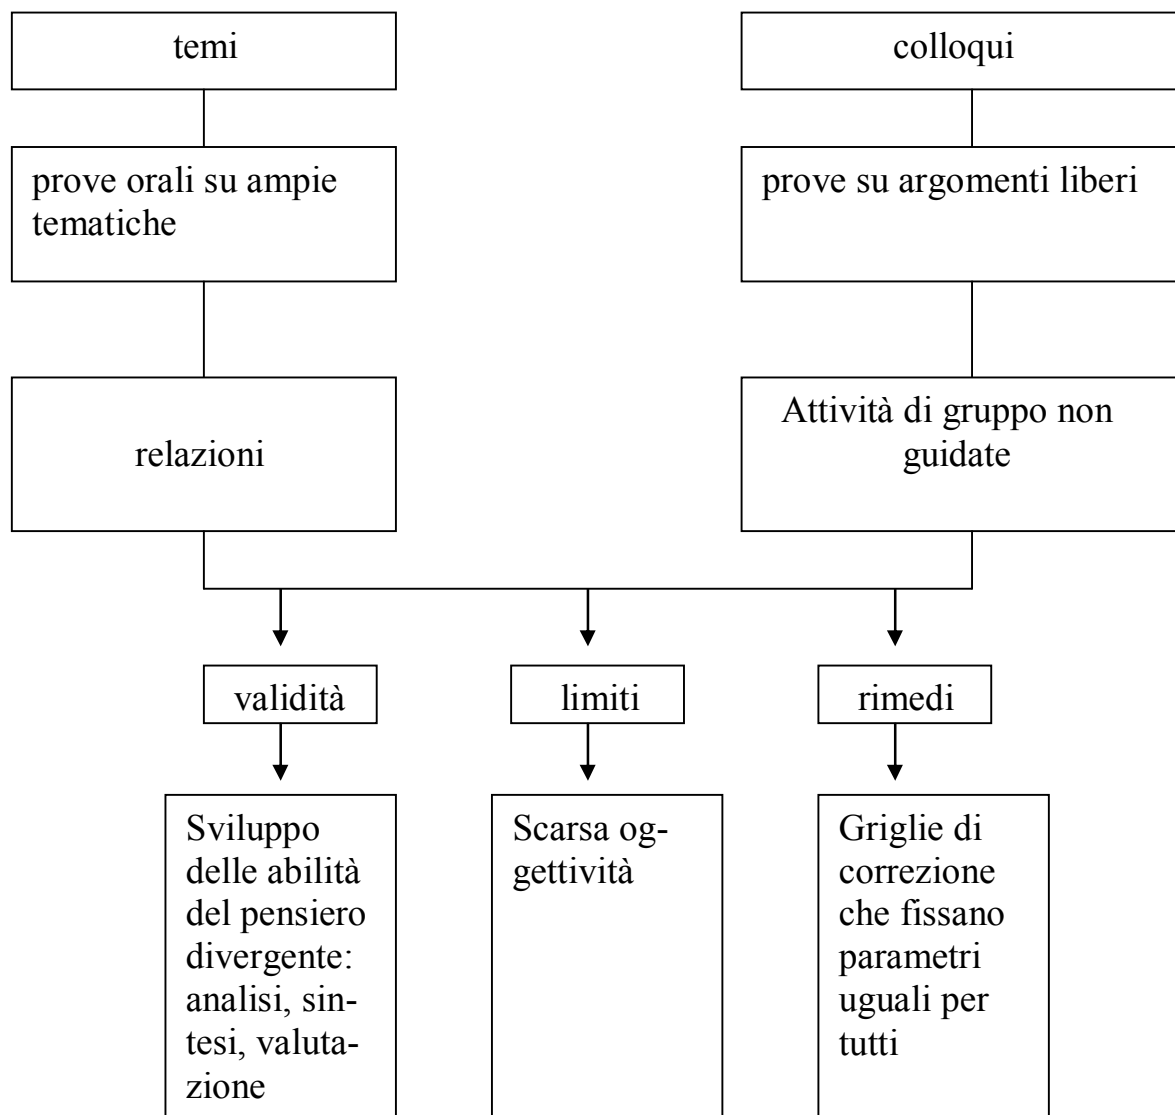 temi
colloqui
prove orali su ampie
tematiche
prove su argomenti liberi
relazioni
Attività di gruppo non
guidate
validità
limiti
rimedi
Sviluppo
delle abilità
del pensiero
divergente:
analisi, sin-
tesi, valuta-
zione
Scarsa og-
gettività
Griglie di
correzione
che fissano
parametri
uguali per
tutti